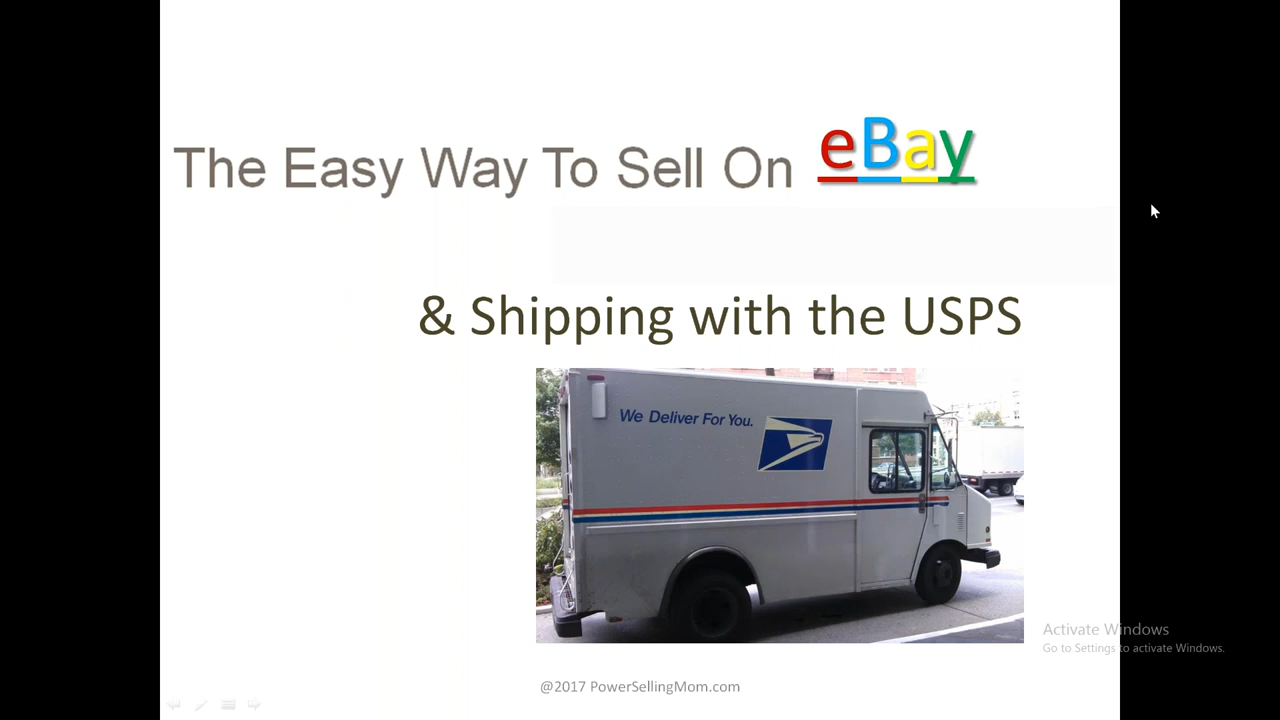 The Easy Way To Sell On eBay
& Shipping with the USPS
We Deliver For You.
Activate Windows
Go to Settings to activate Windows.
@2017 PowerSellingMom.com